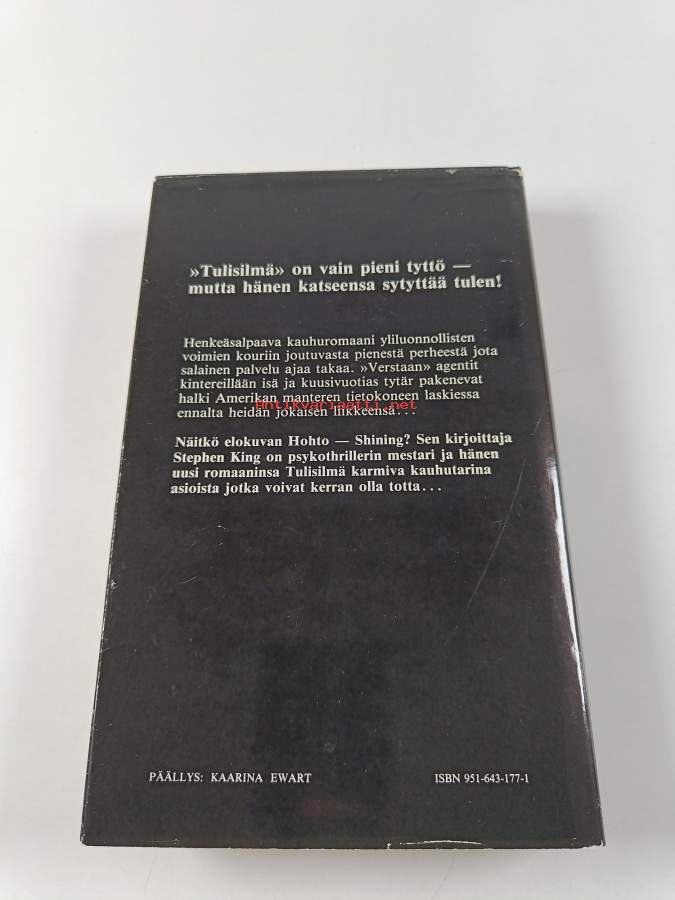 »Tulisilmä» on vain pieni tyttö —
mutta hänen katseensa sytyttää tulen!
Henkeäsalpaava kauhuromaani yliluonnollisten
voimien kouriin joutuvasta pienestä perheestä jota
salainen palvelu ajaa takaa. »Verstaan» agentit
kintereillään isä ja kuusivuotias tytär pakenevat
halki Amerikan manteren tietokoneen laskiessa
Antikvariaatti.net
ennalta heidän jokaisen liikkeensä...
Näitkö elokuvan Hohto — Shining? Sen kirjoittaja
Stephen King on psykothrillerin mestari ja hänen
uusi romaaninsa Tulisilmä karmiva kauhutarina
asioista jotka voivat kerran olla totta...
PÄÄLLYS: KAARINA EWART
ISBN 951-643-177-1